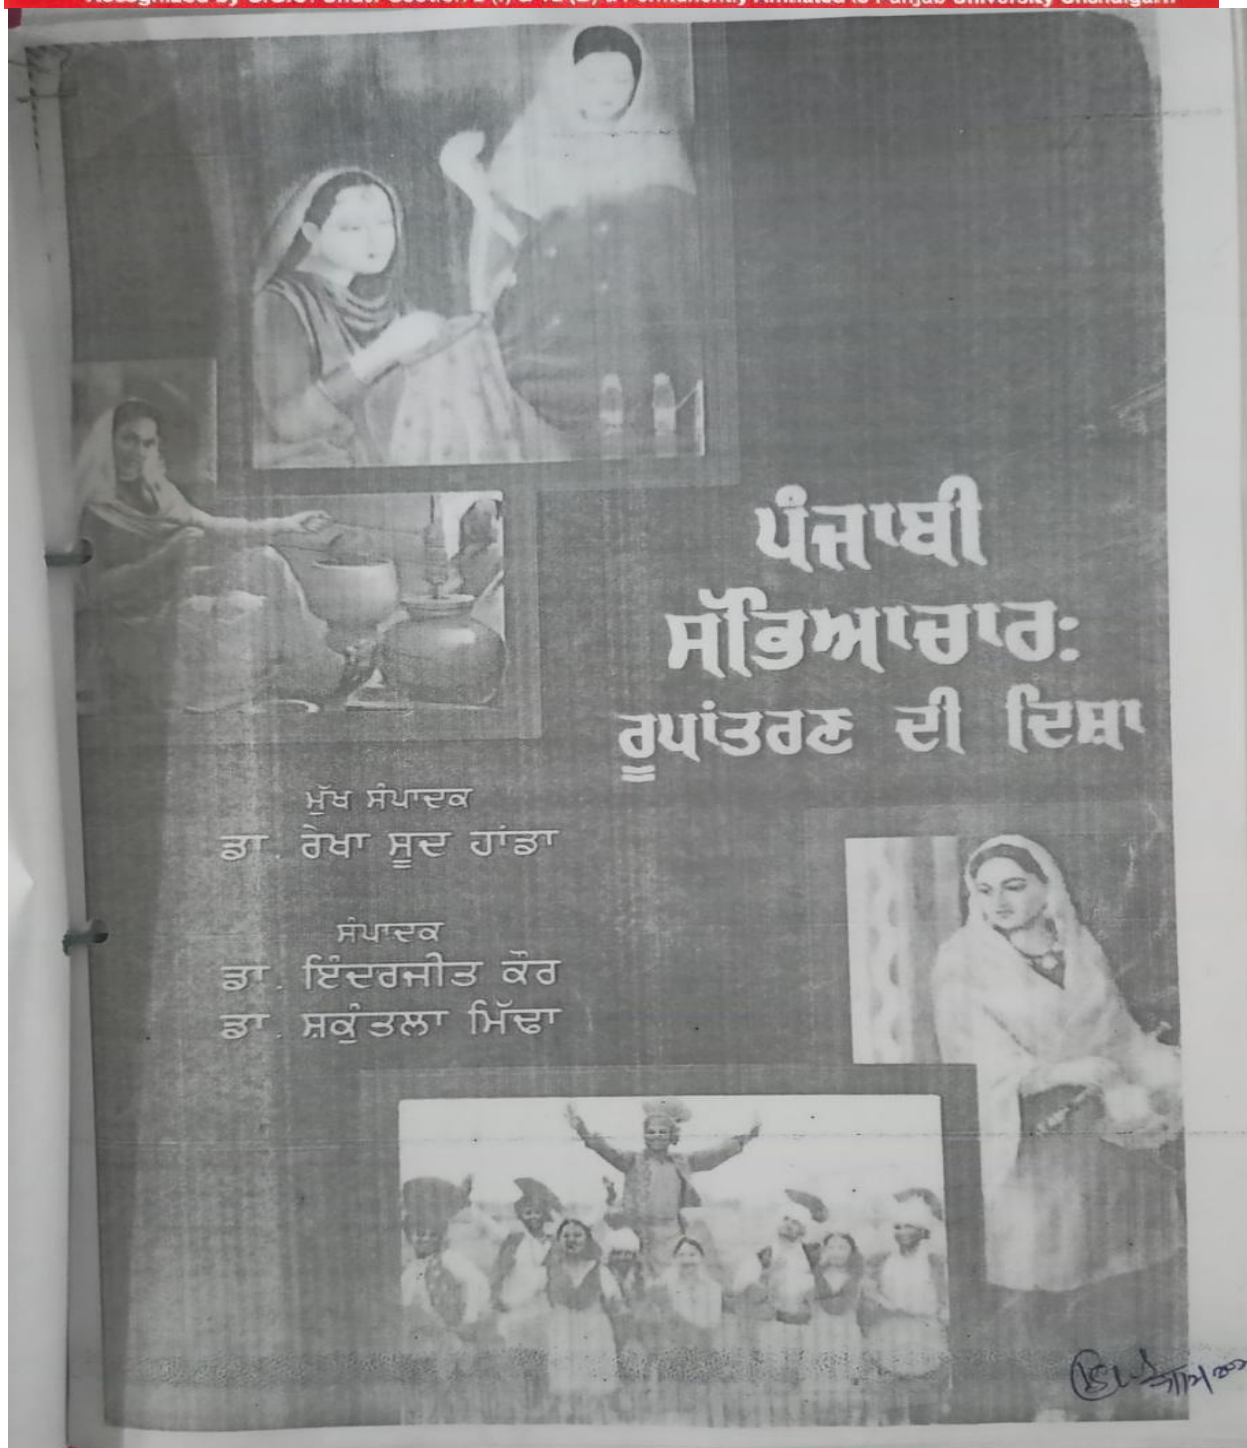 ਪੰਜਾਬੀ
ਸੱਭਿਆਚਾਰ:
ਰੂਪਾਂਤਰਣ ਦੀ ਦਿਸ਼ਾ
ਮੁੱਖ ਸੰਪਾਦਕ
ਡਾ. ਰੇਖਾ ਸੂਦ ਹਾਂਡਾ
ਸੰਪਾਦਕ
ਡਾ. ਇੰਦਰਜੀਤ ਕੌਰ
ਡਾ. ਸ਼ਕੁੰਤਲਾ ਮਿੱਢਾ